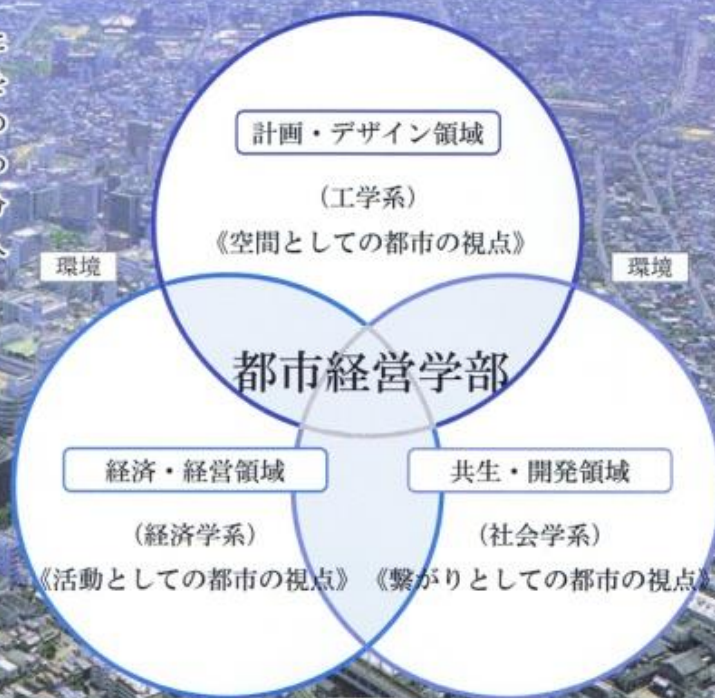 計画・デザイン領域
(工学系)
《空間としての都市の視点》
環境
環境
都市経営学部
経済・経営領域
共生・開発領域
(経済学系)
(社会学系)
《活動としての都市の視点》
《繋がりとしての都市の視点》